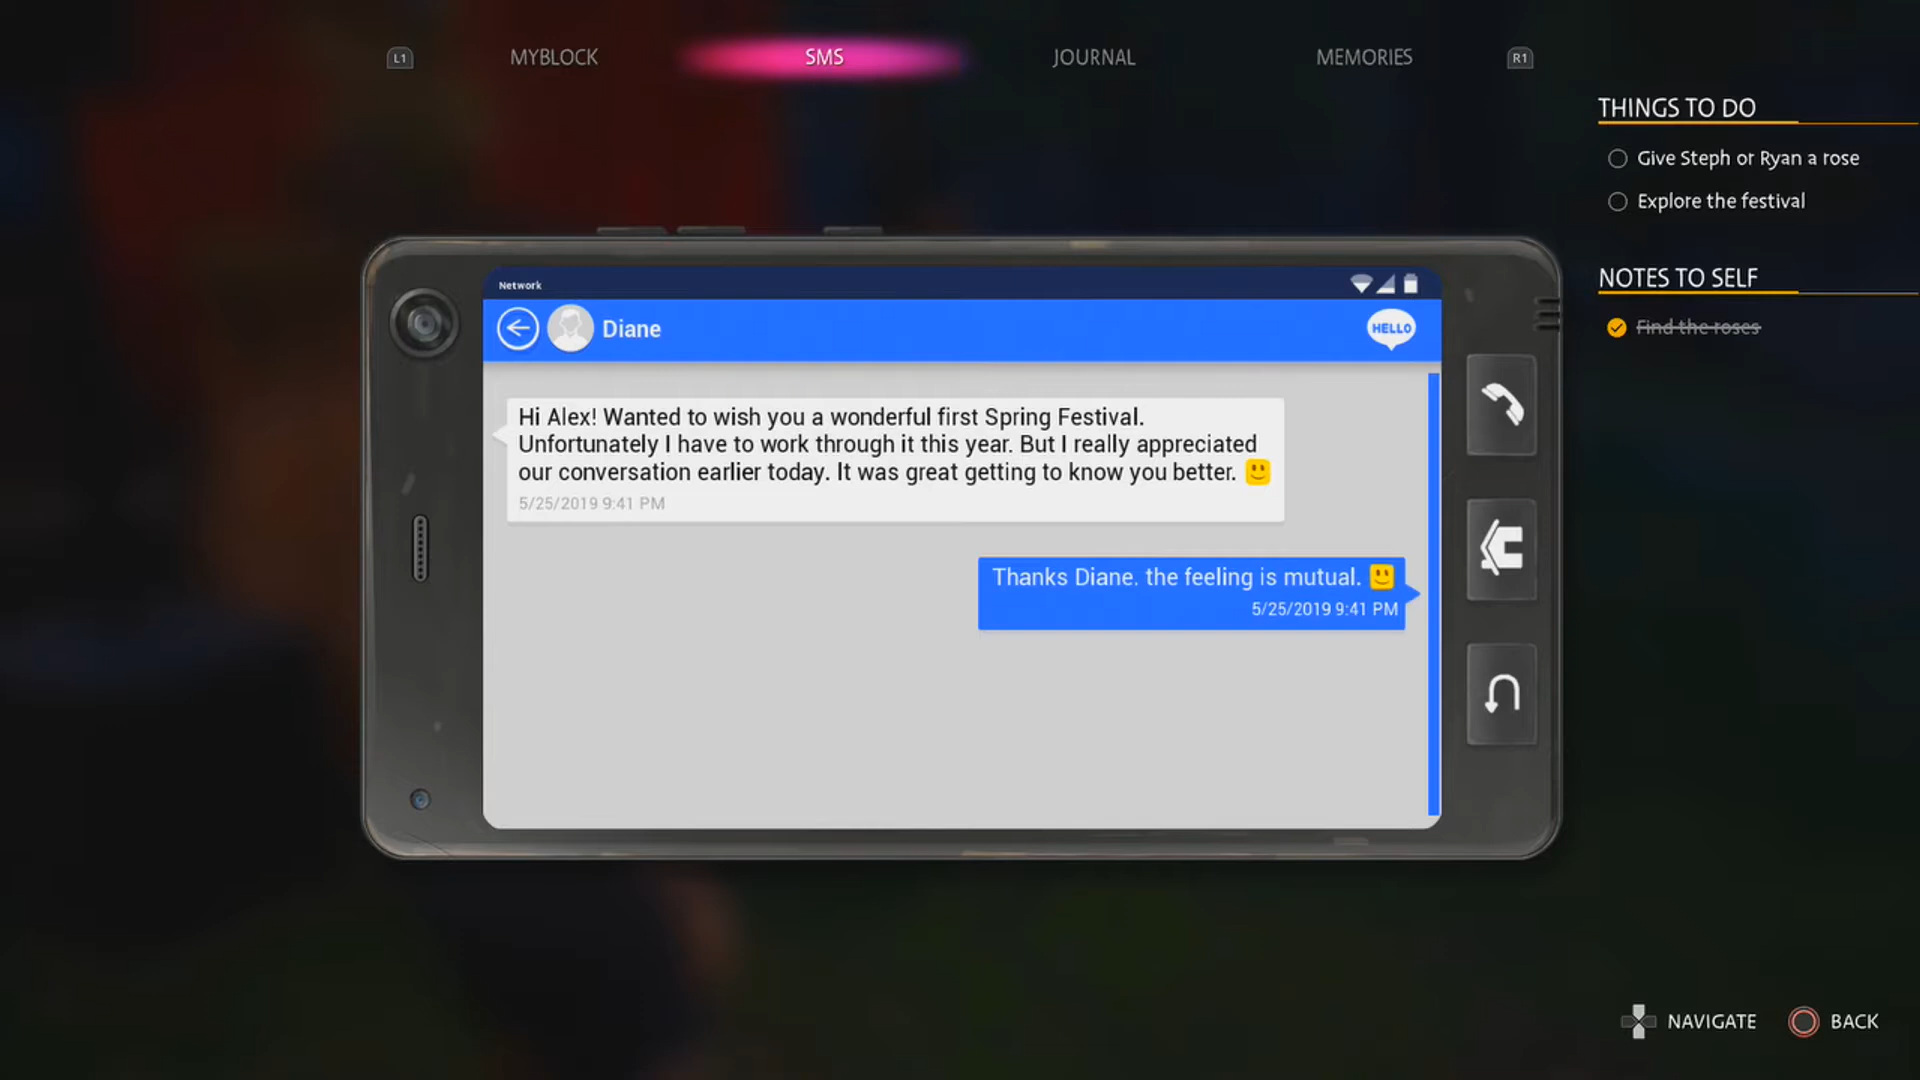 L1
MYBLOCK
SMS
JOURNAL
MEMORIES
R1
THINGS TO DO
Give Steph or Ryan a rose
Explore the festival
NOTES TO SELF
Find the roses
Network
Diane
HELLO
Hi Alex! Wanted to wish you a wonderful first Spring Festival.
Unfortunately I have to work through it this year. But I really appreciated
our conversation earlier today. It was great getting to know you better. 🙂
5/25/2019 9:41 PM
Thanks Diane. the feeling is mutual. 🙂
5/25/2019 9:41 PM
NAVIGATE
BACK